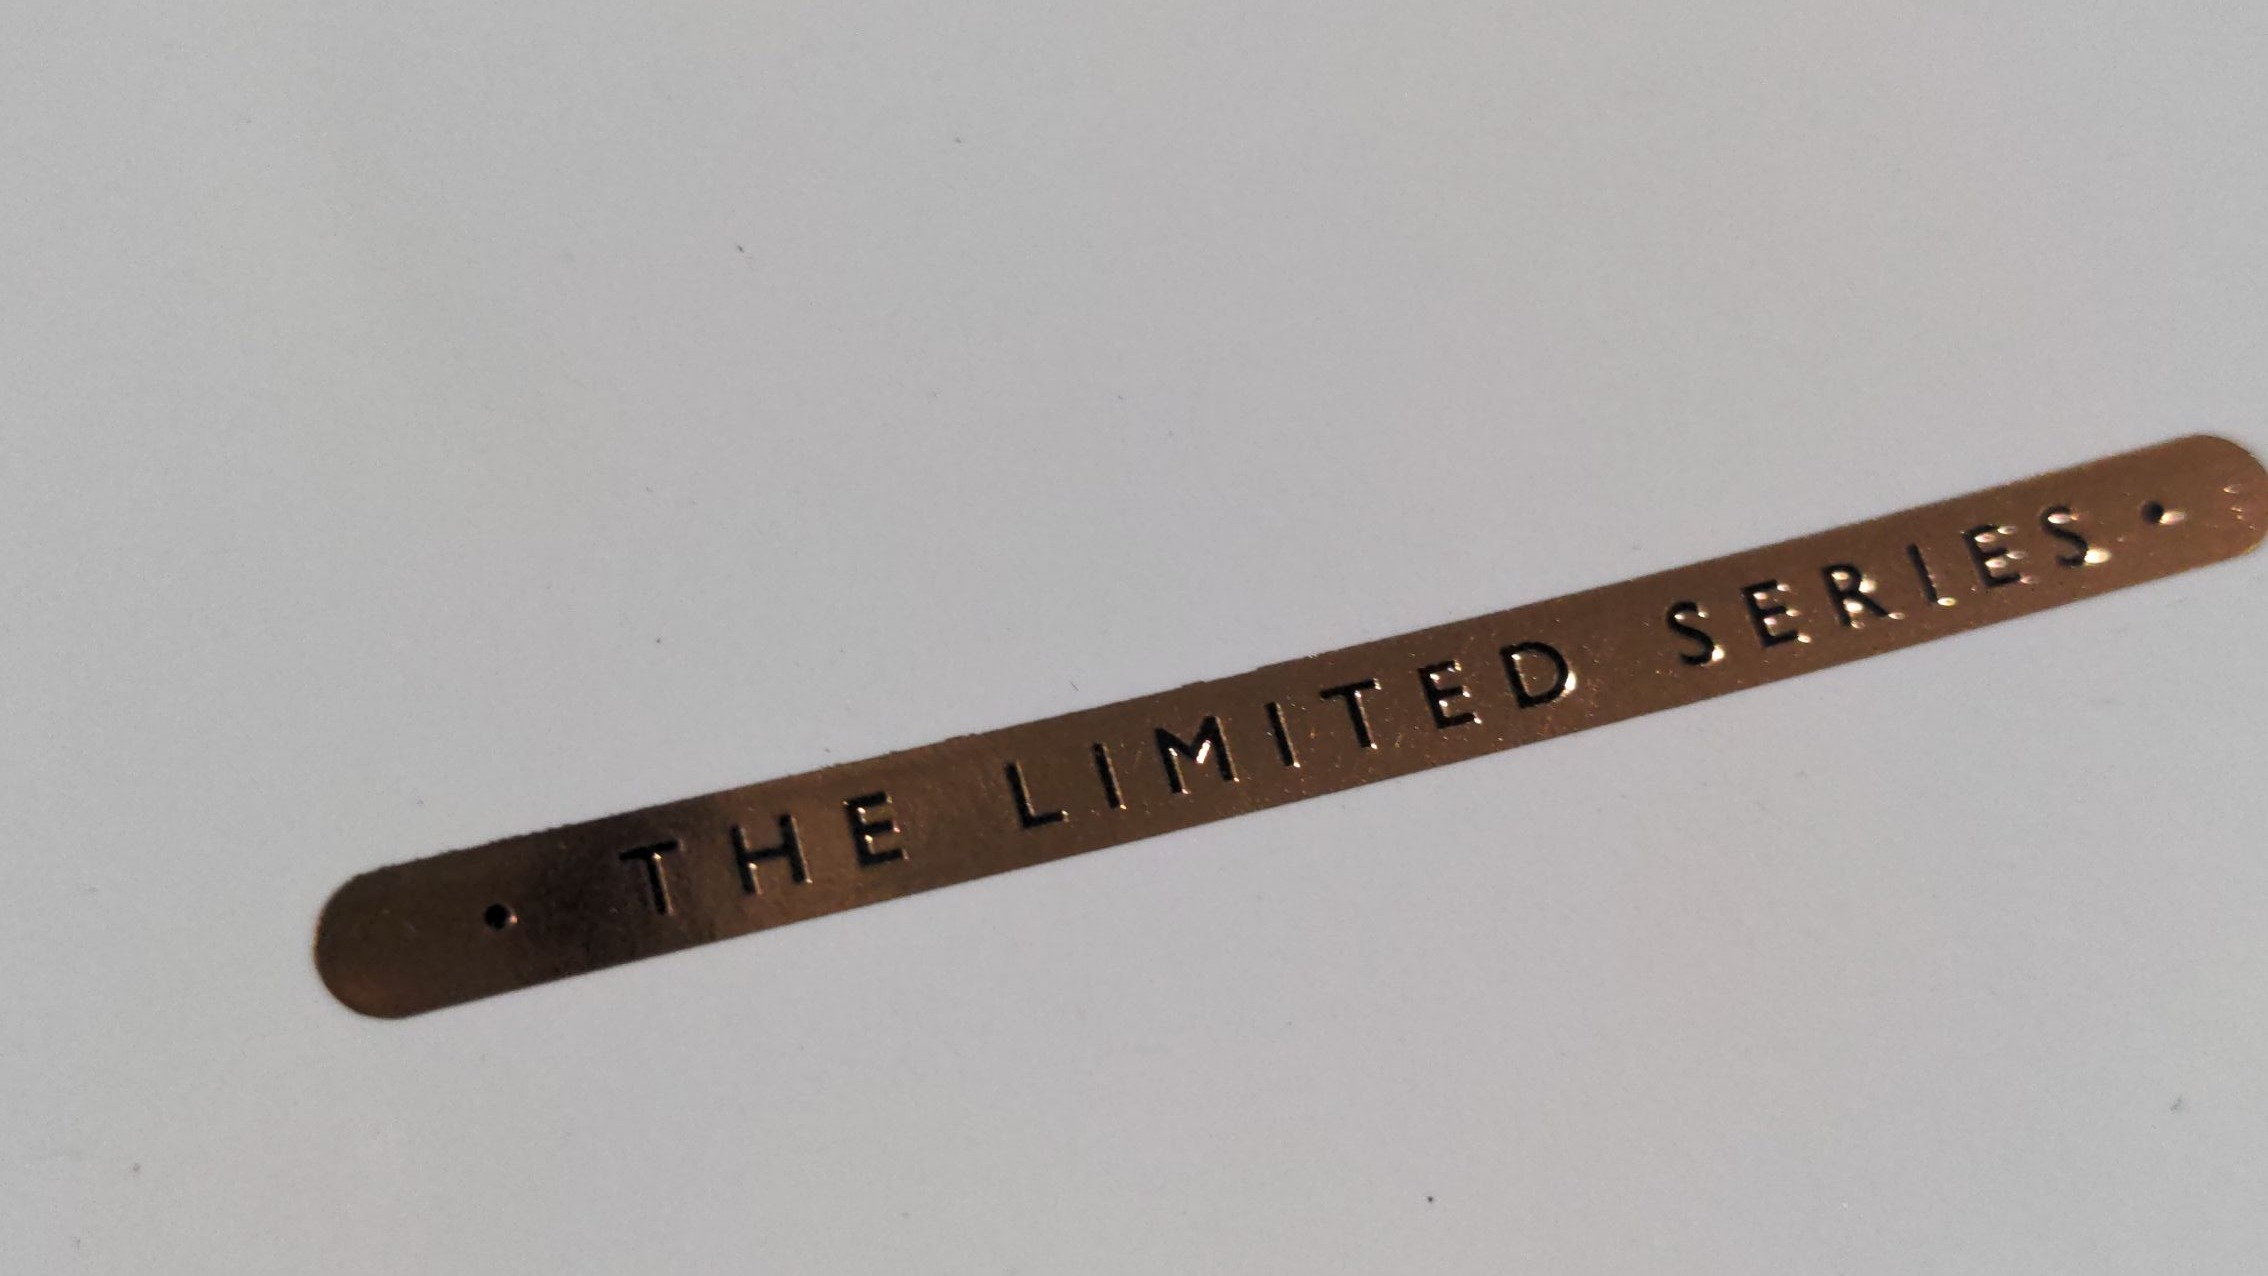 • THE LIMITED SERIES •